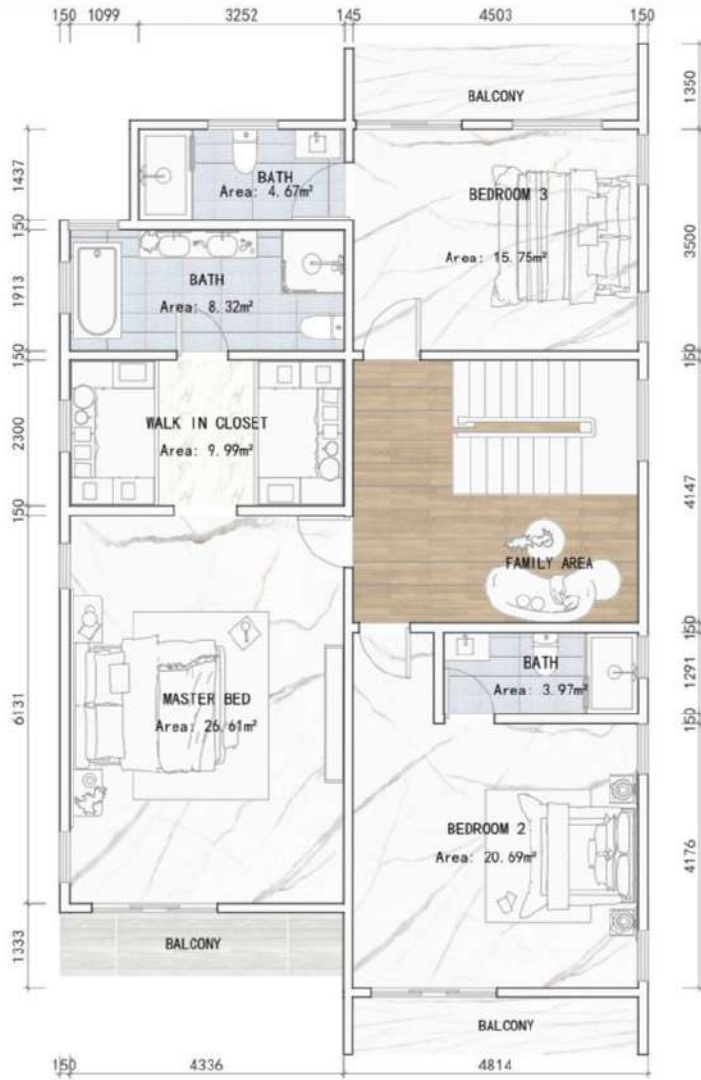 150 1099 3252 145 4503 150
BALCONY
1350
1437
BATH
Area: 4.67m²
BEDROOM 3
Area: 15.75m²
3500
150
1913
BATH
Area: 8.32m²
150
150
2300
WALK IN CLOSET
Area: 9.99m²
4147
150
FAMILY AREA
150
BATH
Area: 3.97m²
1291
150
6131
MASTER BED
Area: 26.61m²
BEDROOM 2
Area: 20.69m²
4176
1333
BALCONY
BALCONY
150 4336 4814